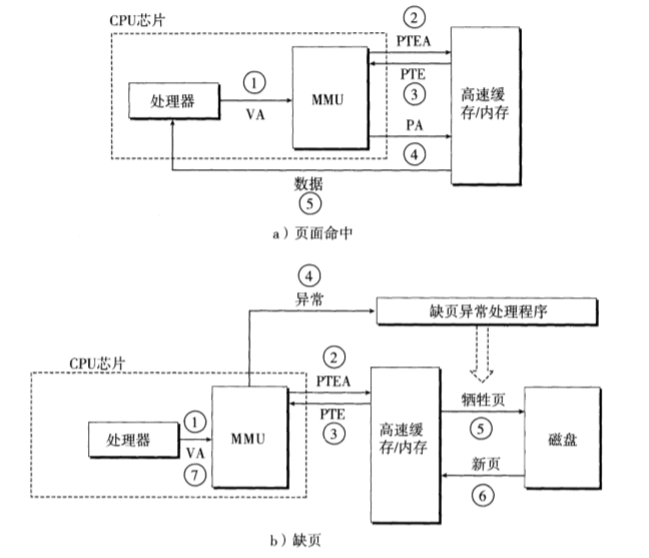 CPU芯片
②
PTEA
①
PTE
处理器
MMU
③
高速缓
存/内存
VA
PA
④
数据
⑤
a）页面命中
④
异常
缺页异常处理程序
CPU芯片
②
PTEA
①
PTE
牺牲页
处理器
MMU
③
高速缓
存/内存
⑤
磁盘
VA
⑦
新页
⑥
b）缺页